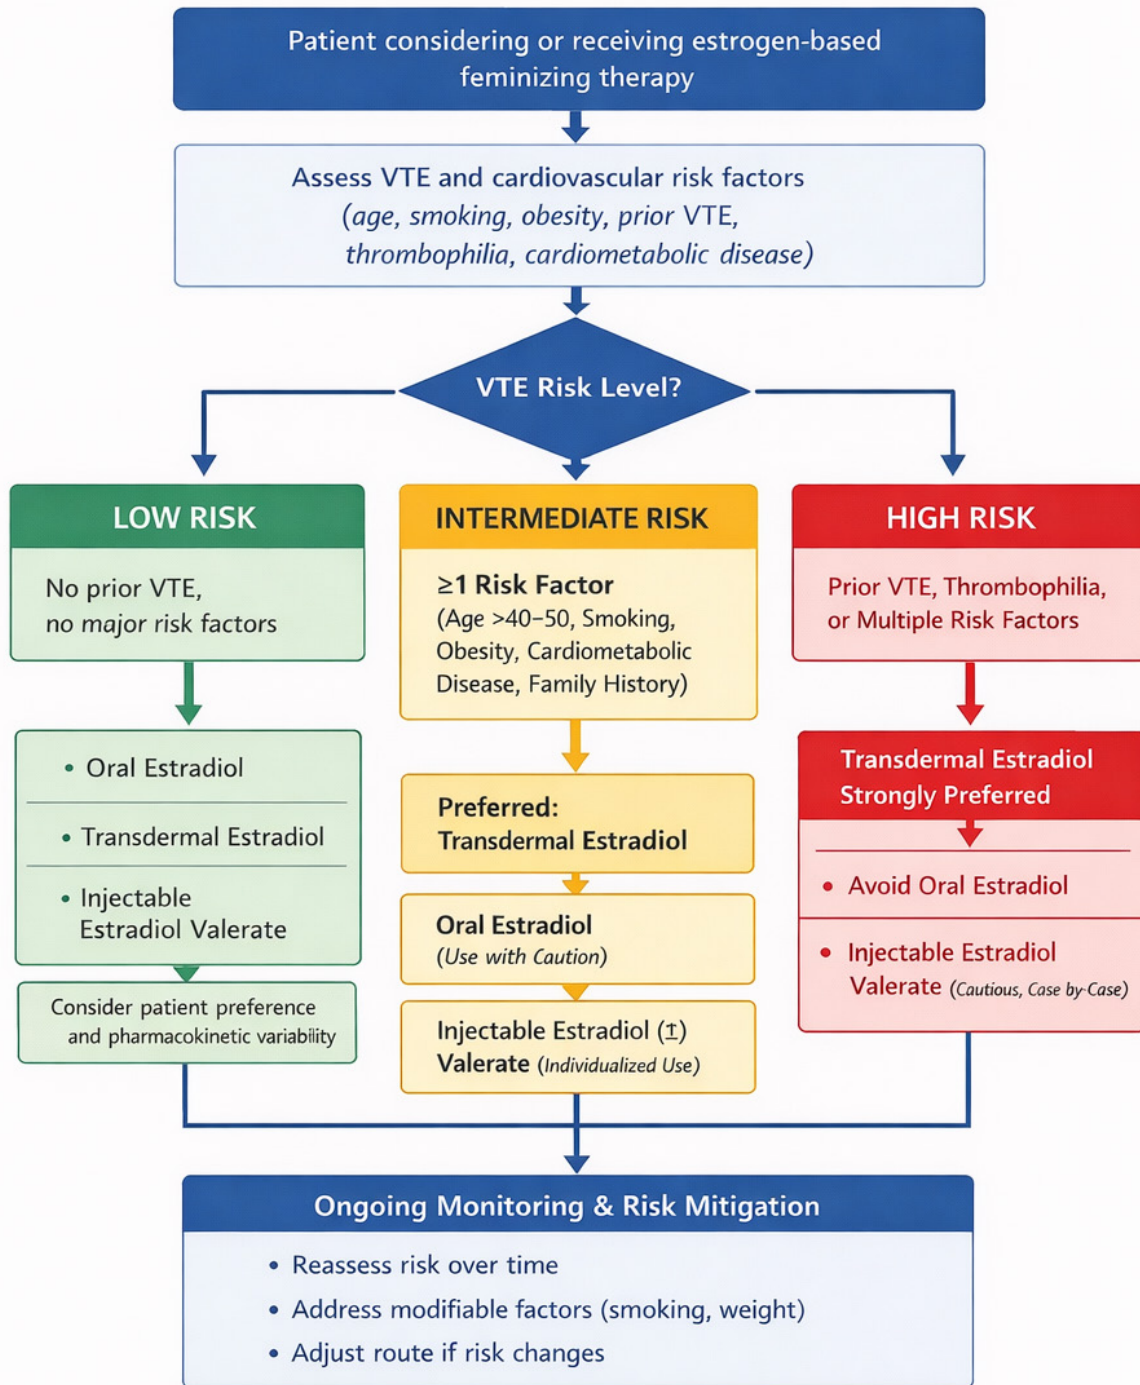 Patient considering or receiving estrogen-based
feminizing therapy
Assess VTE and cardiovascular risk factors
(age, smoking, obesity, prior VTE,
thrombophilia, cardiometabolic disease)
VTE Risk Level?
LOW RISK
No prior VTE,
no major risk factors
• Oral Estradiol
• Transdermal Estradiol
• Injectable
Estradiol Valerate
Consider patient preference
and pharmacokinetic variability
INTERMEDIATE RISK
≥1 Risk Factor
(Age >40–50, Smoking,
Obesity, Cardiometabolic
Disease, Family History)
Preferred:
Transdermal Estradiol
Oral Estradiol
(Use with Caution)
Injectable Estradiol (±)
Valerate (Individualized Use)
HIGH RISK
Prior VTE, Thrombophilia,
or Multiple Risk Factors
Transdermal Estradiol
Strongly Preferred
• Avoid Oral Estradiol
• Injectable Estradiol
Valerate (Cautious, Case by-Case)
Ongoing Monitoring & Risk Mitigation
• Reassess risk over time
• Address modifiable factors (smoking, weight)
• Adjust route if risk changes